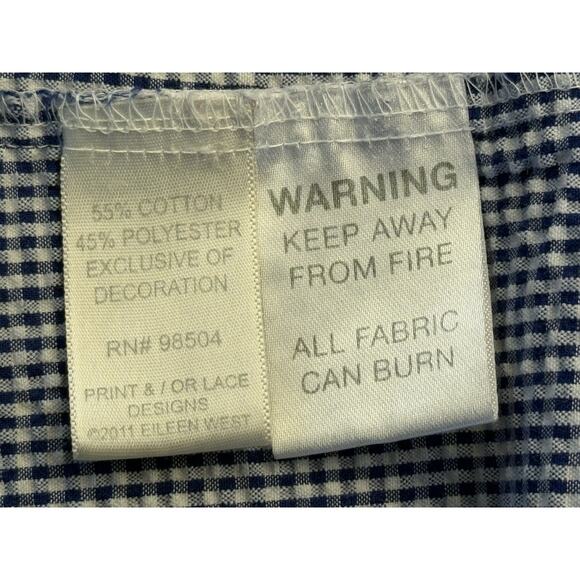 55% COTTON
45% POLYESTER
EXCLUSIVE OF
DECORATION
RN# 98504
PRINT & / OR LACE
DESIGNS
©2011 EILEEN WEST
WARNING
KEEP AWAY
FROM FIRE
ALL FABRIC
CAN BURN